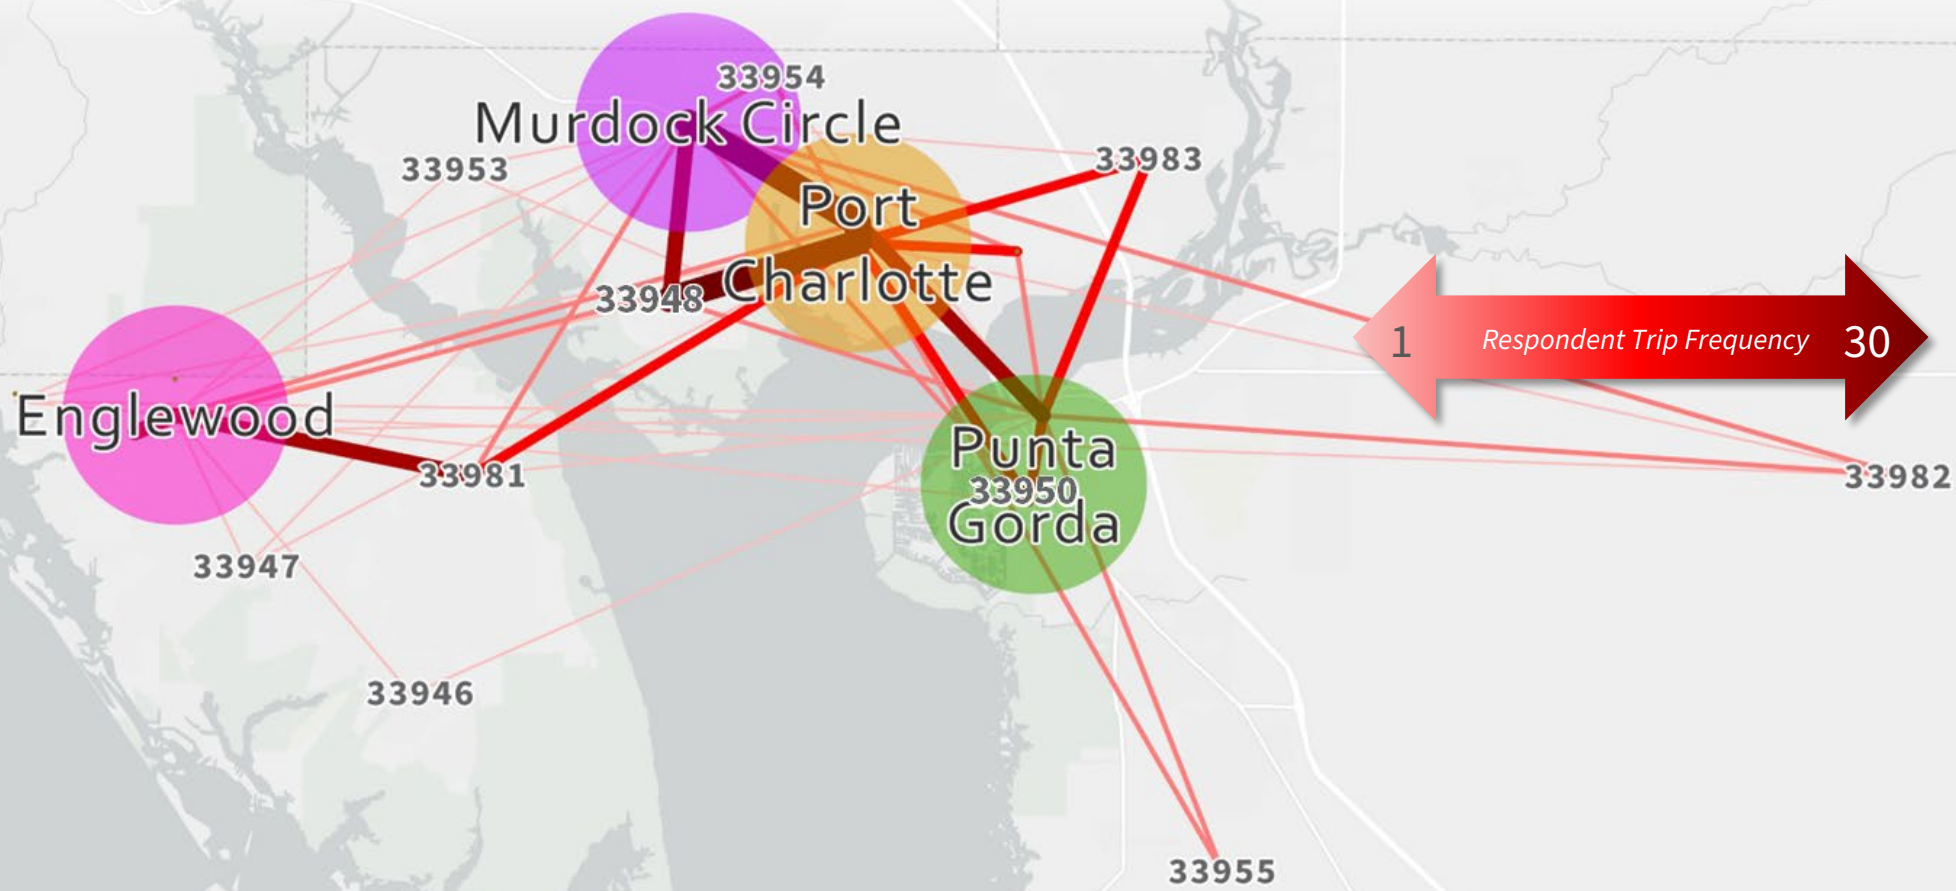 33954
Murdock Circle
33953
33983
Port
Charlotte
33948
1
Respondent Trip Frequency
30
Englewood
33981
Punta
33950
Gorda
33982
33947
33946
33955